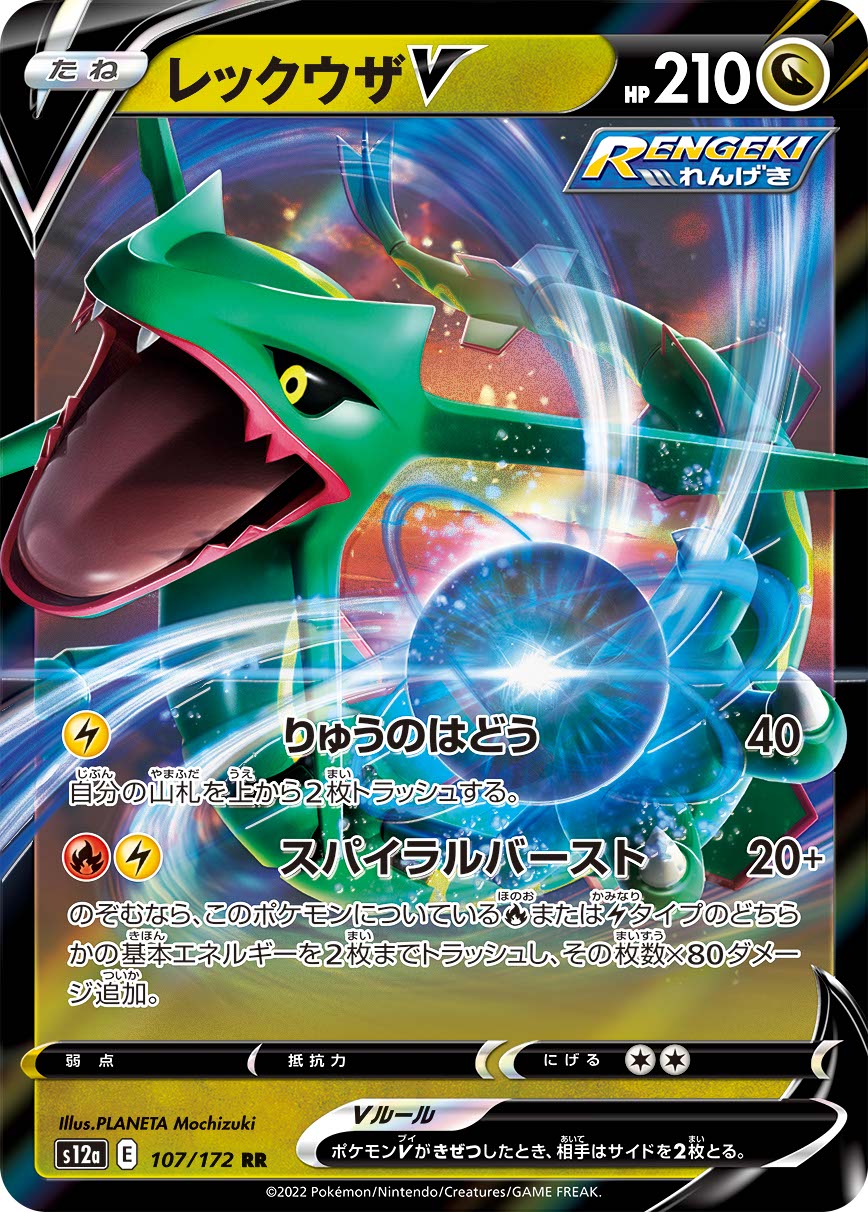 たね
レックウザV
HP 210
RENGEKI
れんげき
りゅうのはどう 40
自分の山札を上から2枚トラッシュする。
スパイラルバースト 20+
のぞむなら、このポケモンについている🔥または⚡タイプのどちら
かの基本エネルギーを2枚までトラッシュし、その枚数×80ダメー
ジ追加。
弱点 抵抗力 にげる
Illus.PLANETA Mochizuki
Vルール
ポケモンVがきぜつしたとき、相手はサイドを2枚とる。
s12a E 107/172 RR
©2022 Pokémon/Nintendo/Creatures/GAME FREAK.